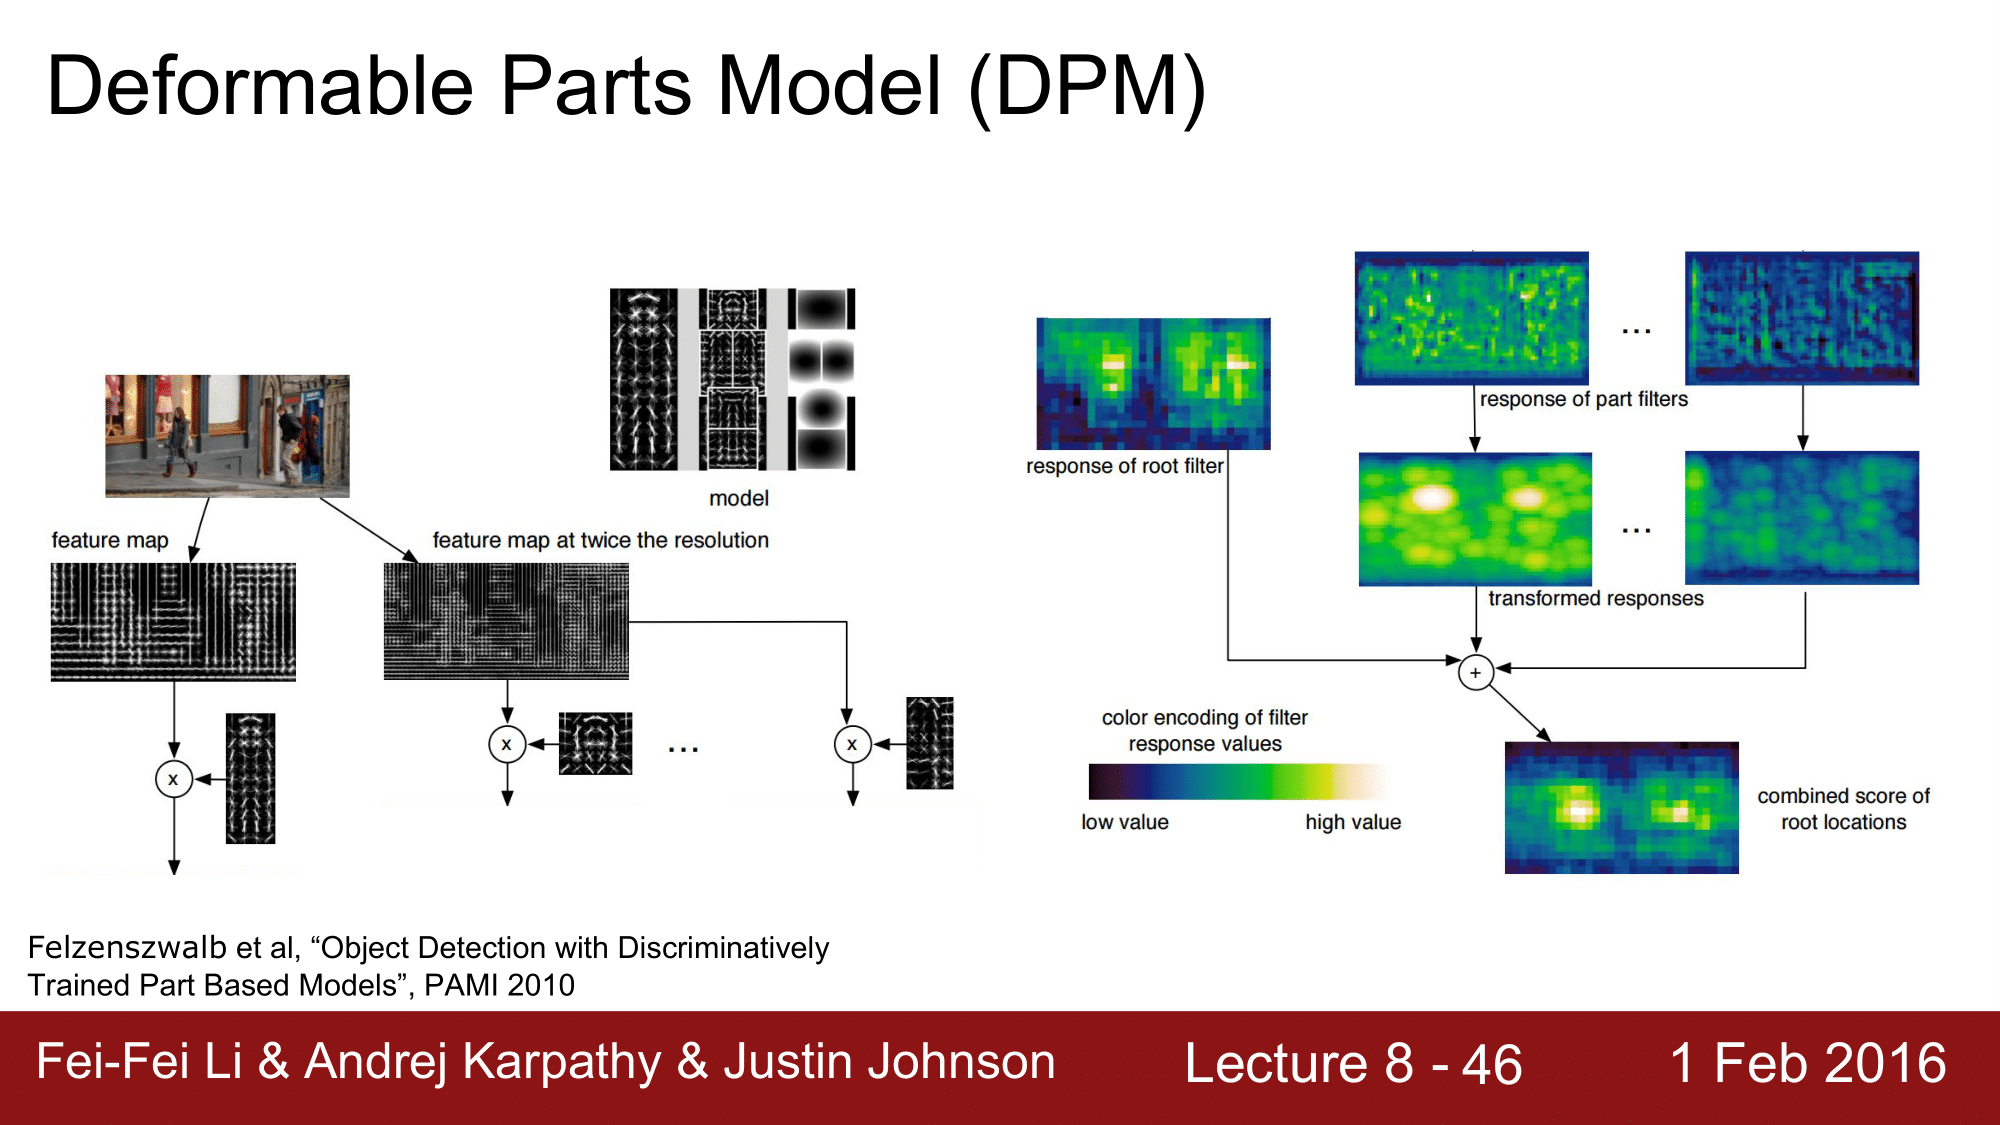 Deformable Parts Model (DPM)
model
feature map
feature map at twice the resolution
x
x
...
x
response of root filter
...
response of part filters
...
transformed responses
+
color encoding of filter
response values
low value
high value
combined score of
root locations
Felzenszwalb et al, “Object Detection with Discriminatively
Trained Part Based Models”, PAMI 2010
Fei-Fei Li & Andrej Karpathy & Justin Johnson
Lecture 8 - 46
1 Feb 2016